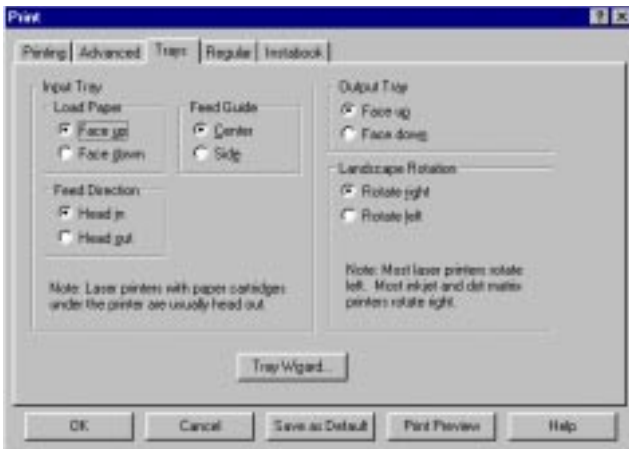 Print
Printing Advanced Trays Regular Instabook
Input Tray
Load Paper
Face up
Face down
Feed Guide
Center
Side
Feed Direction
Head in
Head out
Note: Laser printers with paper cartridges
under the printer are usually head out.
Output Tray
Face up
Face down
Landscape Rotation
Rotate right
Rotate left
Note: Most laser printers rotate
left. Most inkjet and dot matrix
printers rotate right.
Tray Wizard...
OK Cancel Save as Default Print Preview Help